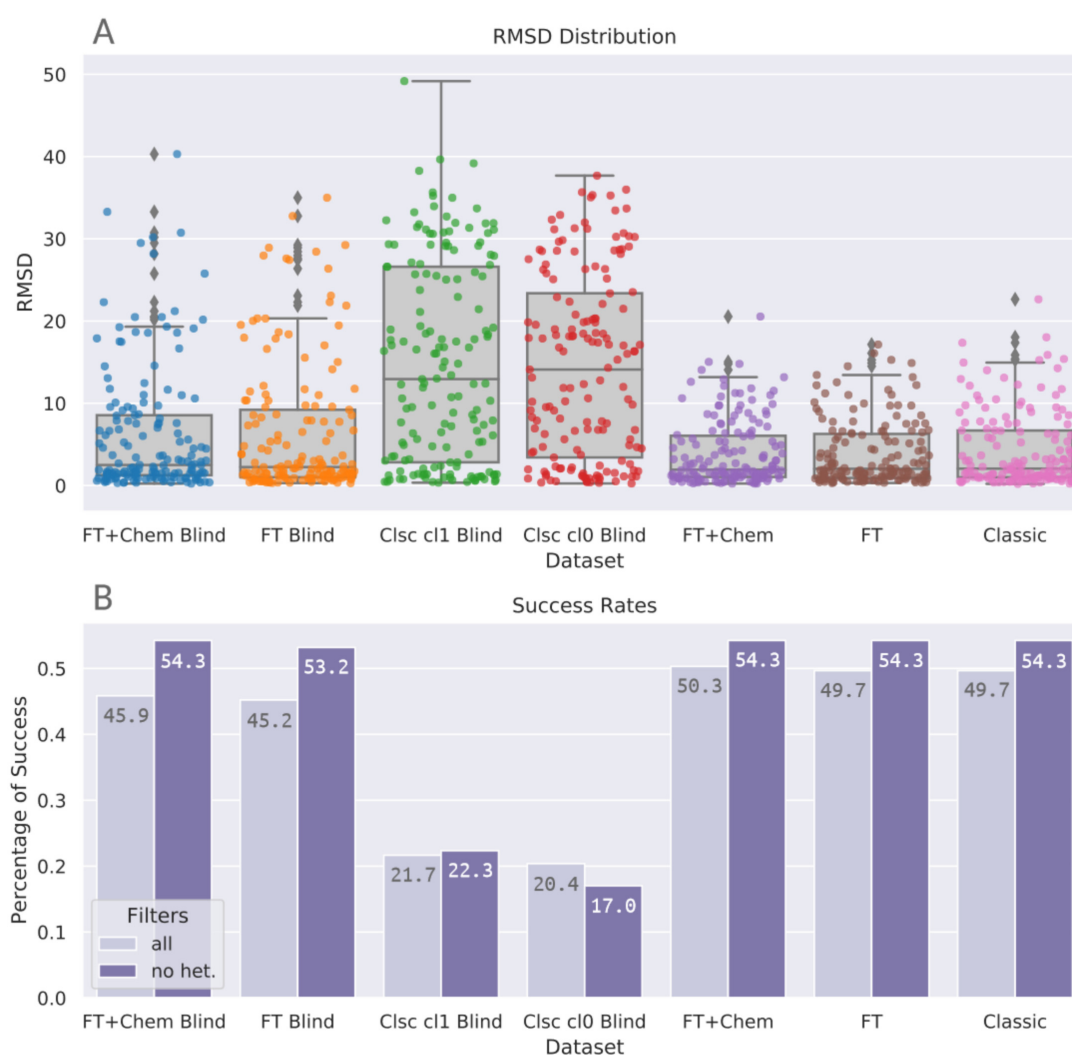 A
RMSD Distribution
RMSD
50
40
30
20
10
0
FT+Chem Blind FT Blind Clsc cl1 Blind Clsc cl0 Blind FT+Chem FT Classic
Dataset
B
Success Rates
Percentage of Success
0.5
0.4
0.3
0.2
0.1
0.0
45.9 54.3 45.2 53.2 21.7 22.3 20.4 17.0 50.3 54.3 49.7 54.3 49.7 54.3
Filters
all
no het.
FT+Chem Blind FT Blind Clsc cl1 Blind Clsc cl0 Blind FT+Chem FT Classic
Dataset